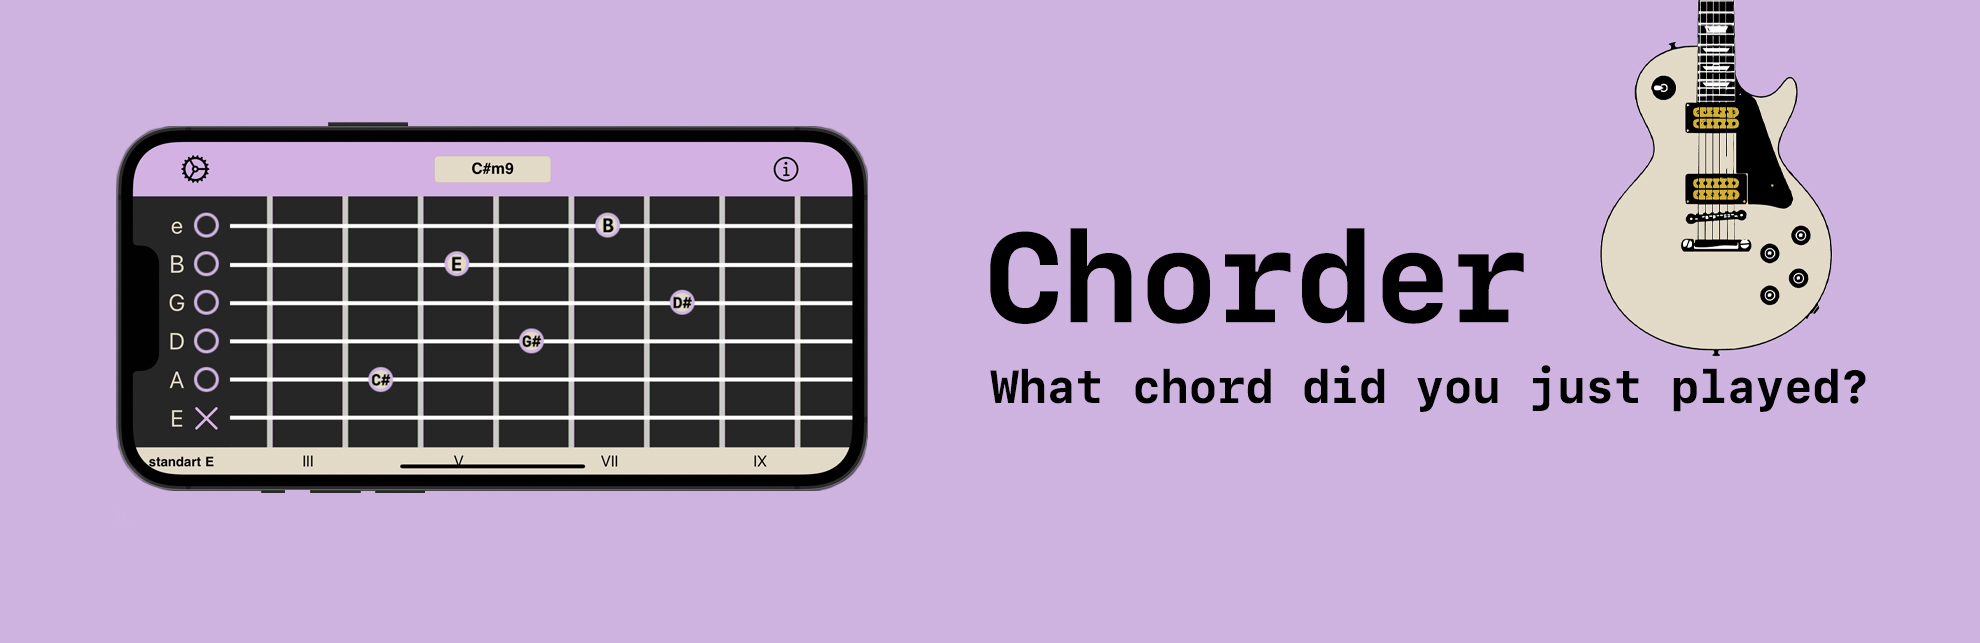 C#m9
e
B
B
E
G
D#
D
G#
A
C#
E
standart E
III
V
VII
IX
Chorder
What chord did you just played?